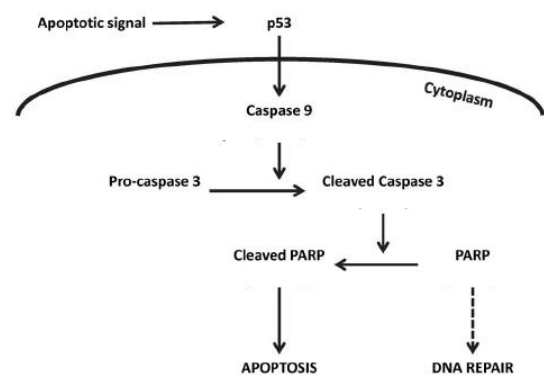 Apoptotic signal
p53
Cytoplasm
Caspase 9
Pro-caspase 3
Cleaved Caspase 3
Cleaved PARP
PARP
APOPTOSIS
DNA REPAIR